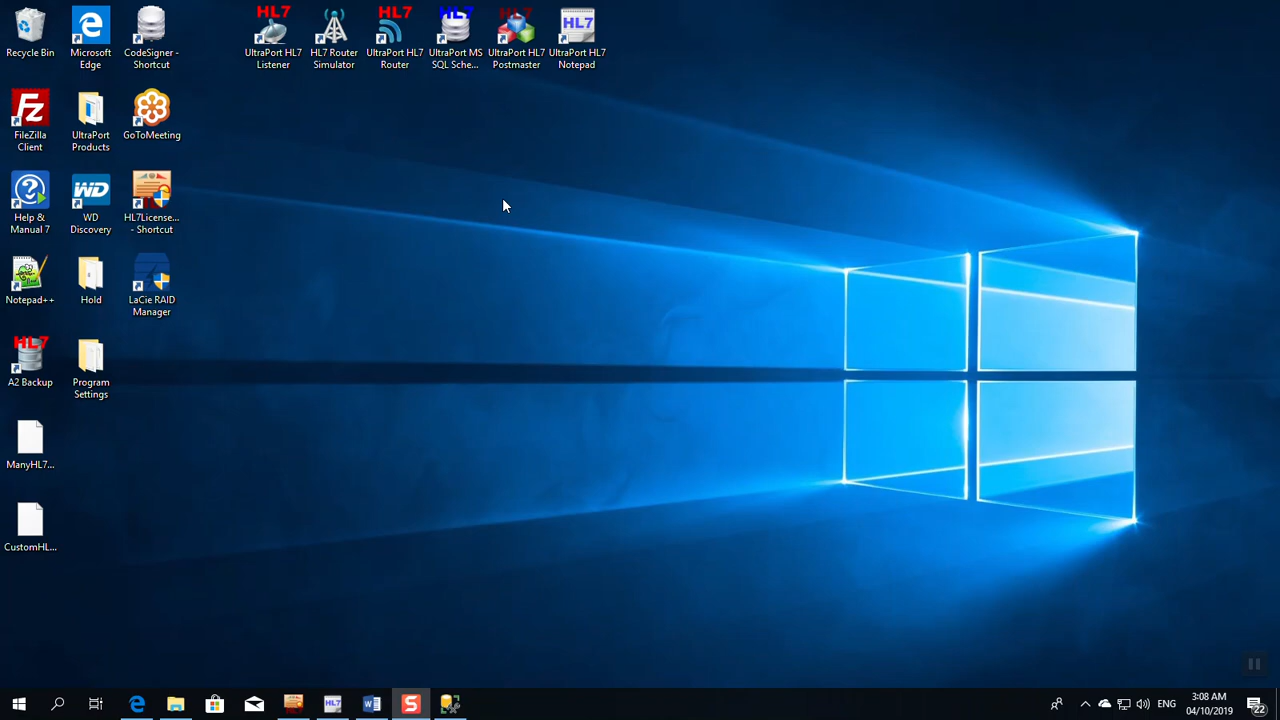 Recycle Bin
Microsoft
Edge
CodeSigner -
Shortcut
HL7
UltraPort HL7
Listener
HL7 Router
Simulator
HL7
UltraPort HL7
Router
HL7
UltraPort MS
SQL Sche...
HL7
UltraPort HL7
Postmaster
HL7
UltraPort HL7
Notepad
Fz
FileZilla
Client
UltraPort
Products
GoToMeeting
?
Help &
Manual 7
WD
WD
Discovery
HL7License...
- Shortcut
Notepad++
Hold
LaCie RAID
Manager
HL7
A2 Backup
Program
Settings
ManyHL7...
CustomHL...
HL7
S
ENG
3:08 AM
04/10/2019
22